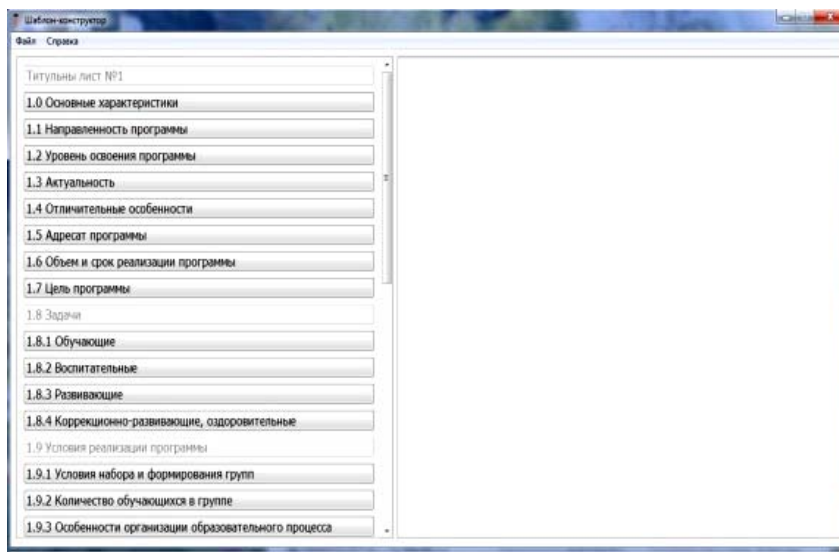 Шаблон-конструктор
Файл Справка
Титульны лист №1
1.0 Основные характеристики
1.1 Направленность программы
1.2 Уровень освоения программы
1.3 Актуальность
1.4 Отличительные особенности
1.5 Адресат программы
1.6 Объем и срок реализации программы
1.7 Цель программы
1.8 Задачи
1.8.1 Обучающие
1.8.2 Воспитательные
1.8.3 Развивающие
1.8.4 Коррекционно-развивающие, оздоровительные
1.9 Условия реализации программы
1.9.1 Условия набора и формирования групп
1.9.2 Количество обучающихся в группе
1.9.3 Особенности организации образовательного процесса